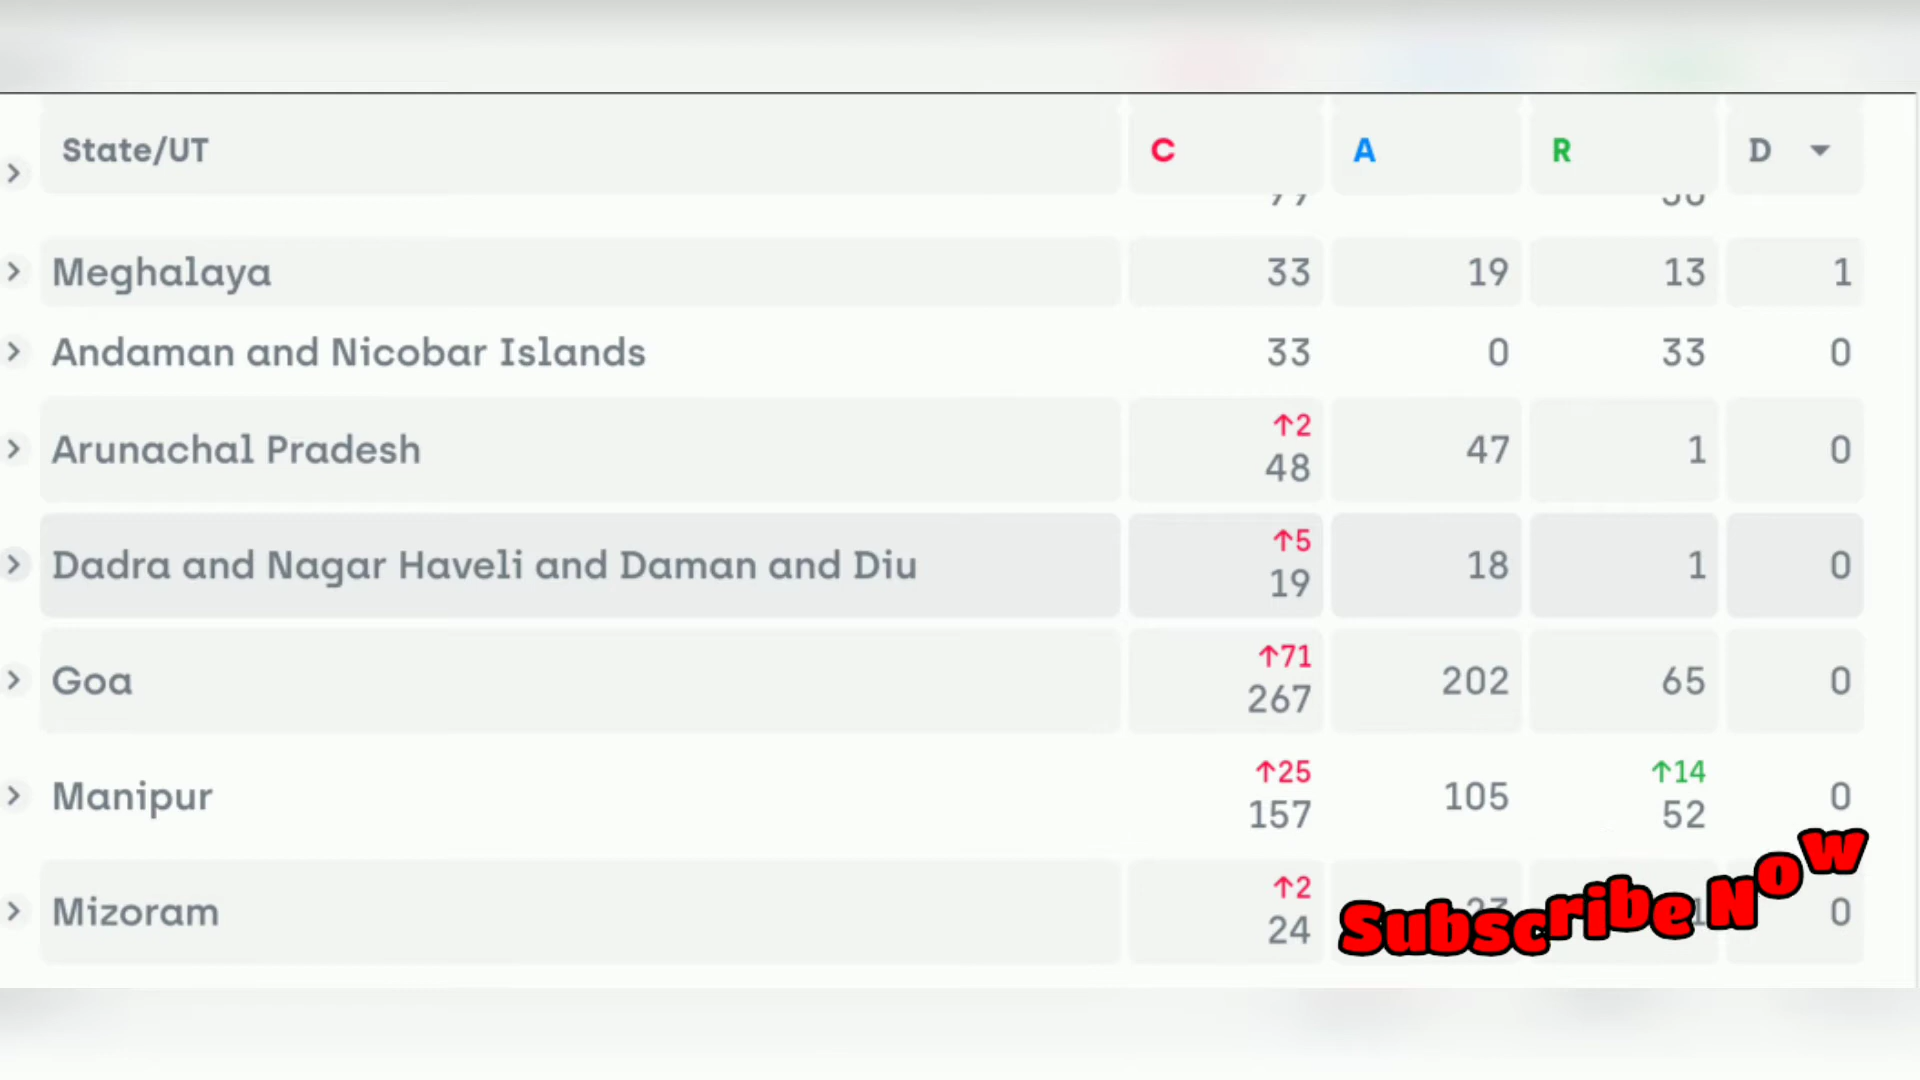 State/UT C A R D
Meghalaya 33 19 13 1
Andaman and Nicobar Islands 33 0 33 0
↑2
Arunachal Pradesh 48 47 1 0
↑5
Dadra and Nagar Haveli and Daman and Diu 19 18 1 0
↑71
Goa 267 202 65 0
↑25 ↑14
Manipur 157 105 52 0
↑2
Mizoram 24 0
Subscribe Now